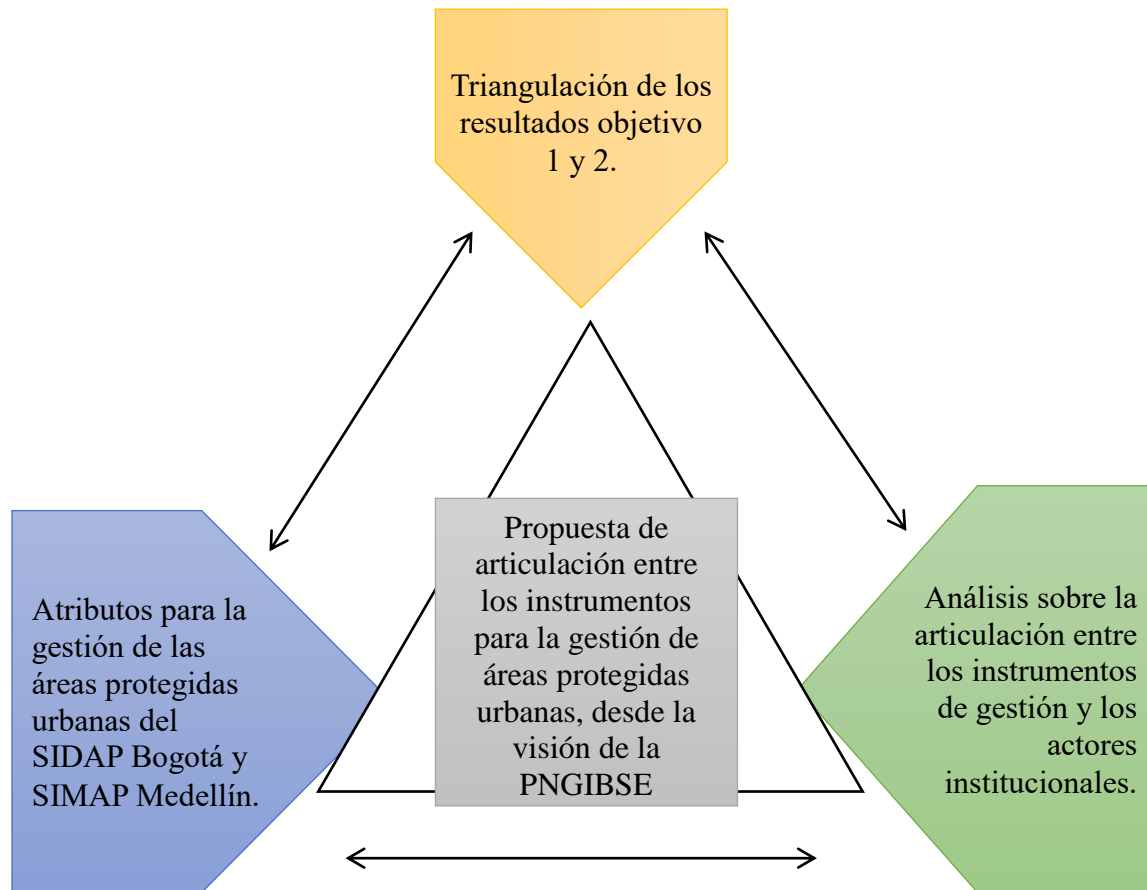 Triangulación de los
resultados objetivo
1 y 2.
Atributos para la
gestión de las
áreas protegidas
urbanas del
SIDAP Bogotá y
SIMAP Medellín.
Propuesta de
articulación entre
los instrumentos
para la gestión de
áreas protegidas
urbanas, desde la
visión de la
PNGIBSE
Análisis sobre la
articulación entre
los instrumentos
de gestión y los
actores
institucionales.